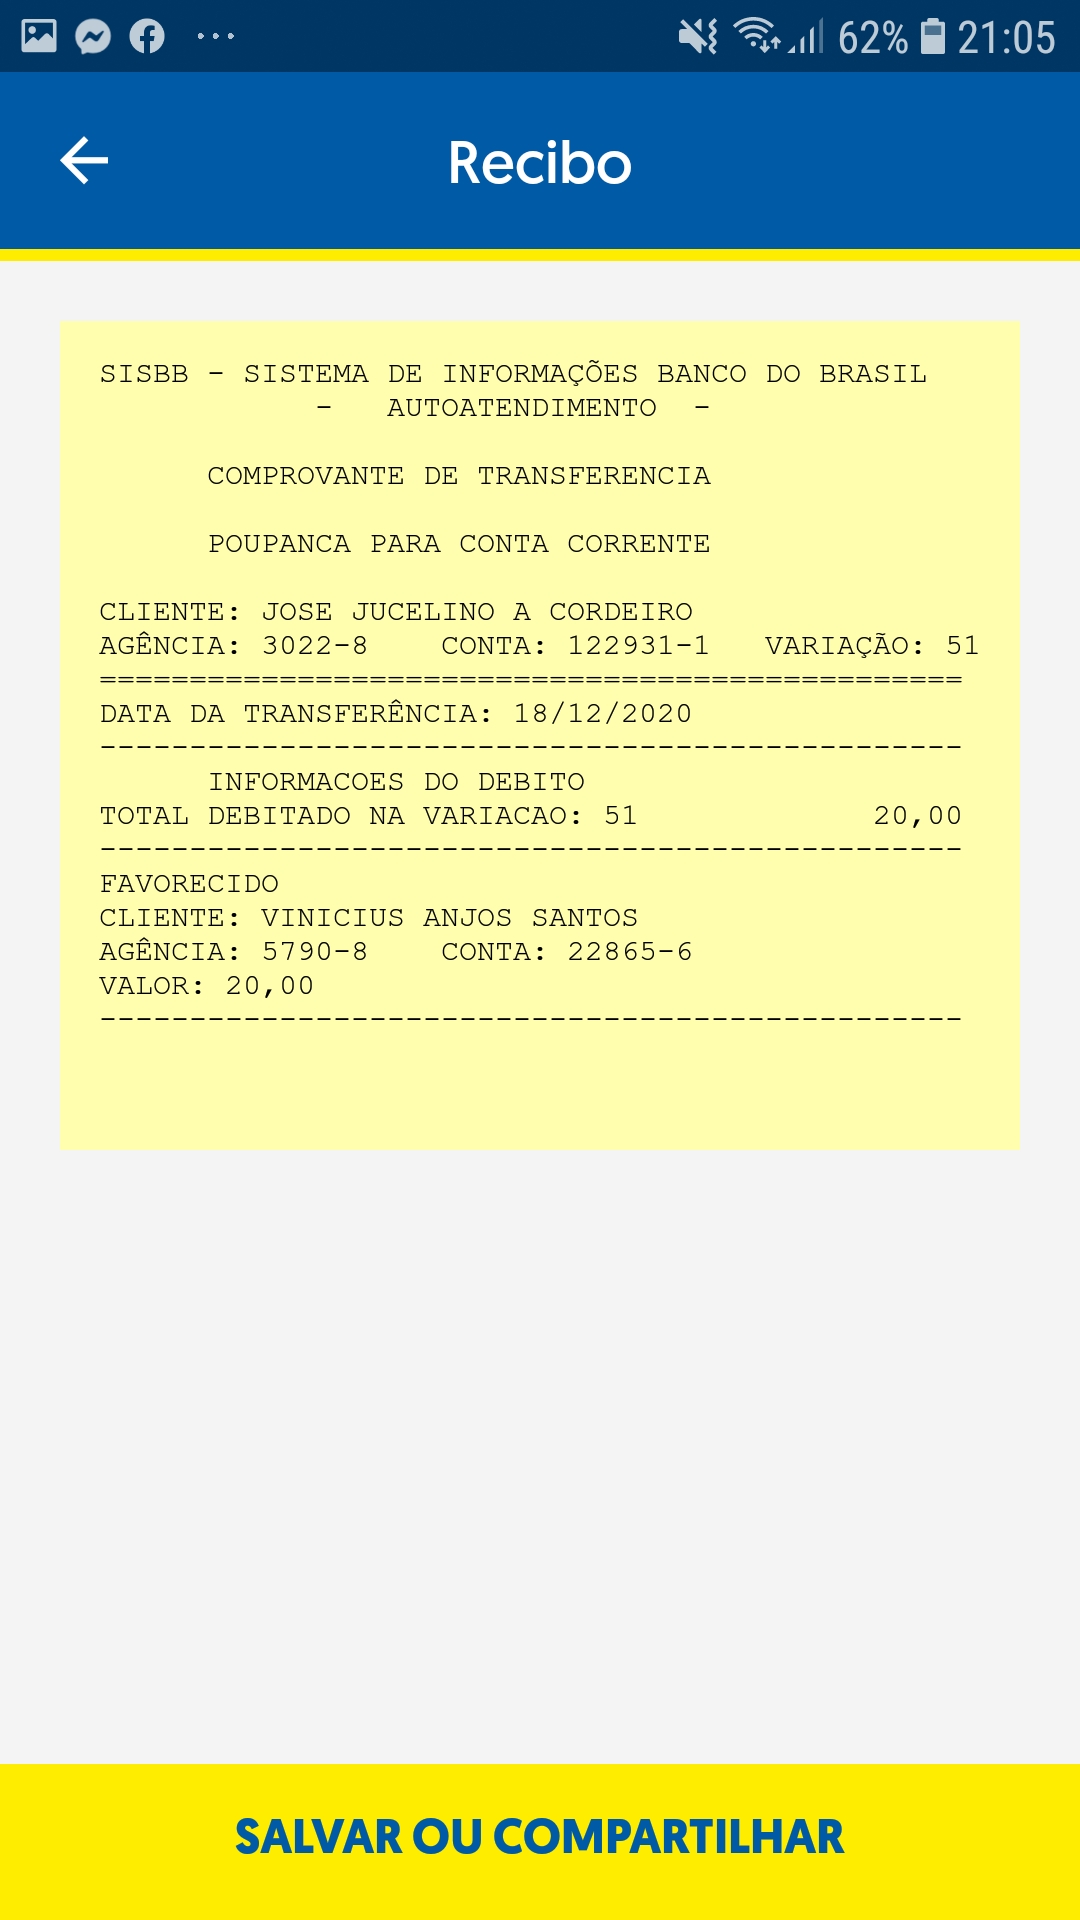 62% 21:05
Recibo
SISBB - SISTEMA DE INFORMAÇÕES BANCO DO BRASIL
- AUTOATENDIMENTO -
COMPROVANTE DE TRANSFERENCIA
POUPANCA PARA CONTA CORRENTE
CLIENTE: JOSE JUCELINO A CORDEIRO
AGÊNCIA: 3022-8 CONTA: 122931-1 VARIAÇÃO: 51
================================================
DATA DA TRANSFERÊNCIA: 18/12/2020
------------------------------------------------
INFORMACOES DO DEBITO
TOTAL DEBITADO NA VARIACAO: 51 20,00
------------------------------------------------
FAVORECIDO
CLIENTE: VINICIUS ANJOS SANTOS
AGÊNCIA: 5790-8 CONTA: 22865-6
VALOR: 20,00
------------------------------------------------
SALVAR OU COMPARTILHAR